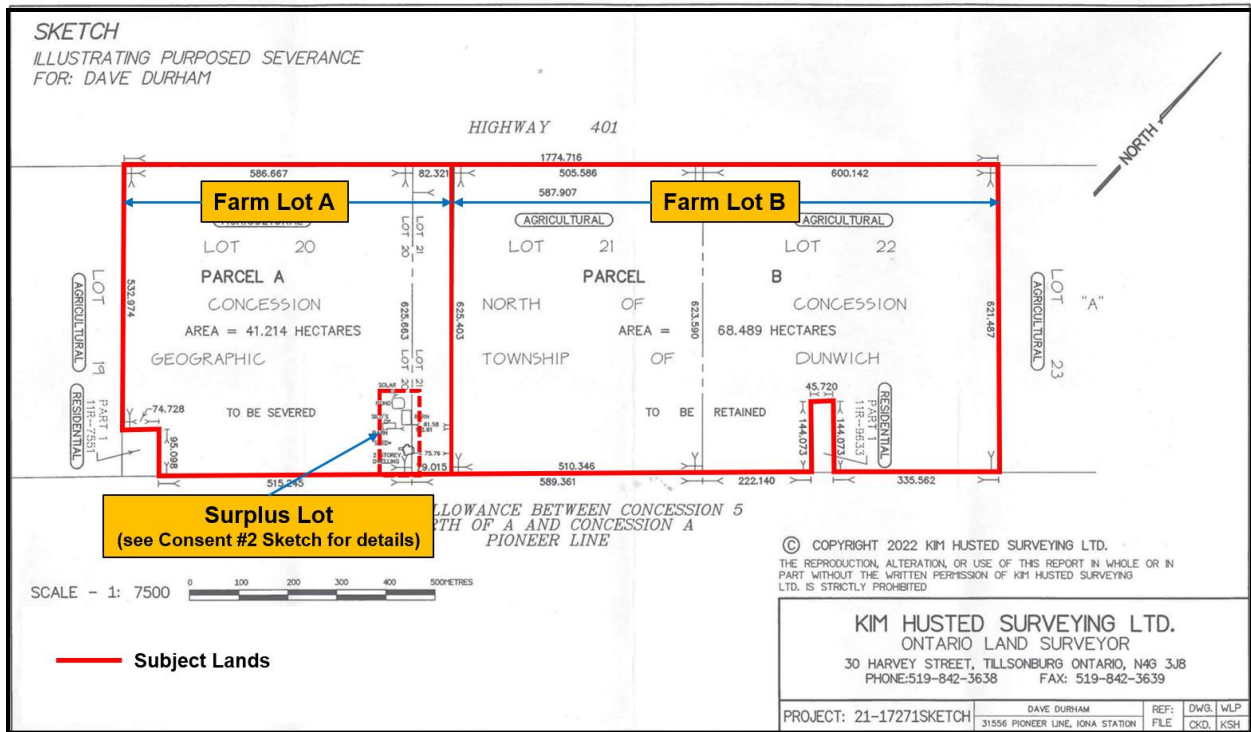 SKETCH
ILLUSTRATING PURPOSED SEVERANCE
FOR: DAVE DURHAM
HIGHWAY 401
NORTH
1774.716
586.667
82.321
505.586
600.142
587.907
Farm Lot A
Farm Lot B
AGRICULTURAL
AGRICULTURAL
LOT 20
LOT 20
LOT 21
LOT 21
LOT 22
PARCEL A
PARCEL B
CONCESSION
NORTH OF CONCESSION
AREA = 41.214 HECTARES
AREA = 68.489 HECTARES
GEOGRAPHIC
TOWNSHIP OF DUNWICH
532.974
625.663
625.403
623.590
621.487
LOT 19
AGRICULTURAL
LOT 23
AGRICULTURAL
"A"
LOT 20
LOT 21
RESIDENTIAL
PART 1
11R-7551
74.728
95.098
TO BE SEVERED
TO BE RETAINED
SOLAR
POND
BARN
81.58
75.76
2 STOREY
DWELLING
9.015
45.720
144.073
144.073
PART 1
11R-9633
RESIDENTIAL
515.245
510.346
589.361
222.140
335.562
Surplus Lot
(see Consent #2 Sketch for details)
LLOWANCE BETWEEN CONCESSION 5
TH OF A AND CONCESSION A
PIONEER LINE
SCALE - 1: 7500
0 100 200 300 400 500METRES
Subject Lands
© COPYRIGHT 2022 KIM HUSTED SURVEYING LTD.
THE REPRODUCTION, ALTERATION, OR USE OF THIS REPORT IN WHOLE OR IN
PART WITHOUT THE WRITTEN PERMISSION OF KIM HUSTED SURVEYING
LTD. IS STRICTLY PROHIBITED
KIM HUSTED SURVEYING LTD.
ONTARIO LAND SURVEYOR
30 HARVEY STREET, TILLSONBURG ONTARIO, N4G 3J8
PHONE:519-842-3638 FAX: 519-842-3639
PROJECT: 21-17271SKETCH
DAVE DURHAM
31556 PIONEER LINE, IONA STATION
REF:
FILE
DWG. WLP
CKD. KSH